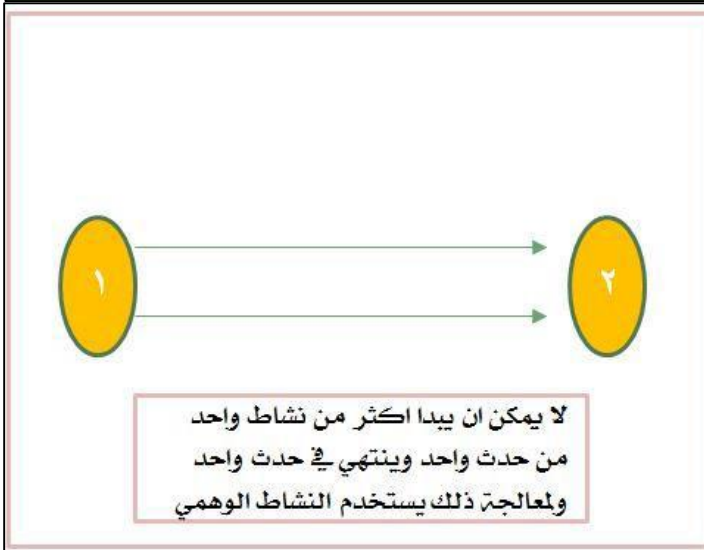 ١
٢
لا يمكن ان يبدا اكثر من نشاط واحد
من حدث واحد وينتهي في حدث واحد
ولمعالجة ذلك يستخدم النشاط الوهمي